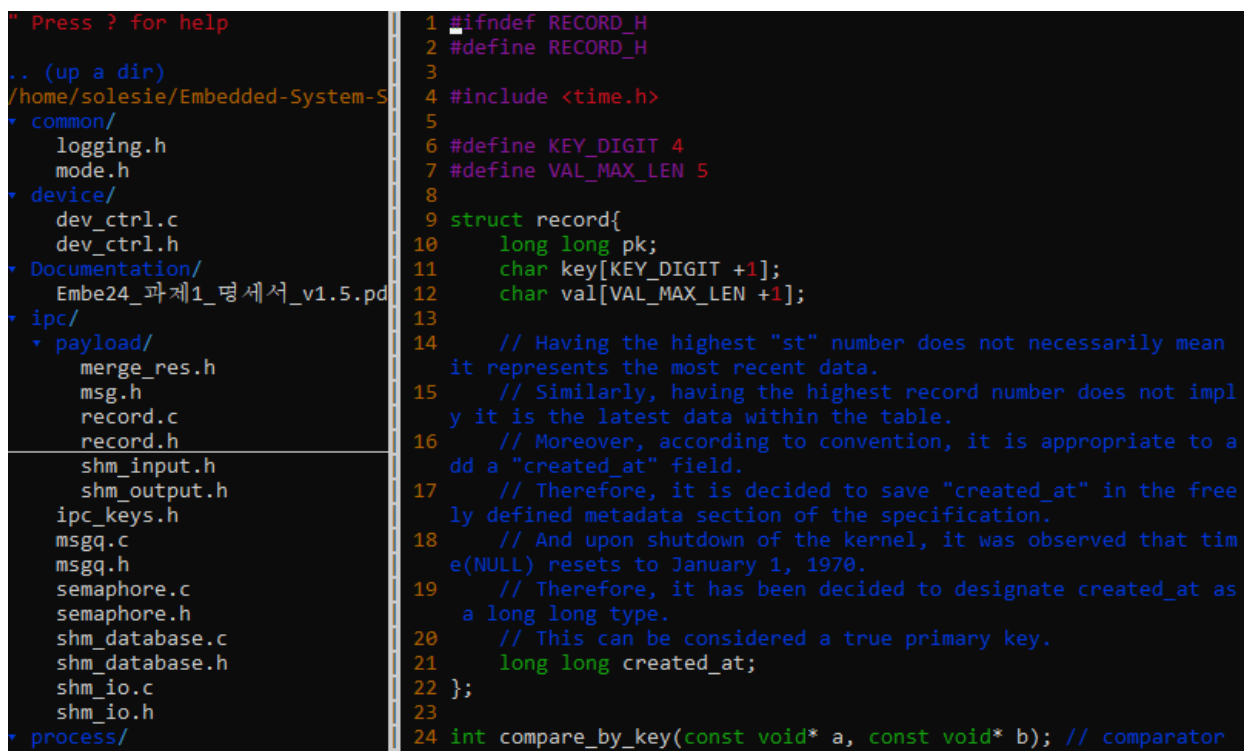 " Press ? for help
.. (up a dir)
/home/solesie/Embedded-System-S
▾ common/
logging.h
mode.h
▾ device/
dev_ctrl.c
dev_ctrl.h
▾ Documentation/
Embe24_과제1_명세서_v1.5.pd
▾ ipc/
▾ payload/
merge_res.h
msg.h
record.c
record.h
shm_input.h
shm_output.h
ipc_keys.h
msgq.c
msgq.h
semaphore.c
semaphore.h
shm_database.c
shm_database.h
shm_io.c
shm_io.h
▾ process/
1 #ifndef RECORD_H
2 #define RECORD_H
3
4 #include <time.h>
5
6 #define KEY_DIGIT 4
7 #define VAL_MAX_LEN 5
8
9 struct record{
10 long long pk;
11 char key[KEY_DIGIT +1];
12 char val[VAL_MAX_LEN +1];
13
14 // Having the highest "st" number does not necessarily mean
it represents the most recent data.
15 // Similarly, having the highest record number does not impl
y it is the latest data within the table.
16 // Moreover, according to convention, it is appropriate to a
dd a "created_at" field.
17 // Therefore, it is decided to save "created_at" in the free
ly defined metadata section of the specification.
18 // And upon shutdown of the kernel, it was observed that tim
e(NULL) resets to January 1, 1970.
19 // Therefore, it has been decided to designate created_at as
a long long type.
20 // This can be considered a true primary key.
21 long long created_at;
22 };
23
24 int compare_by_key(const void* a, const void* b); // comparator